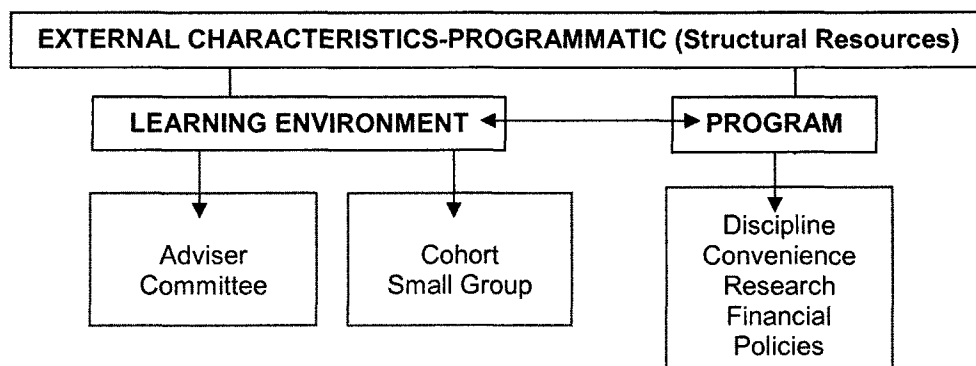 EXTERNAL CHARACTERISTICS-PROGRAMMATIC (Structural Resources)
LEARNING ENVIRONMENT
PROGRAM
Adviser
Committee
Cohort
Small Group
Discipline
Convenience
Research
Financial
Policies